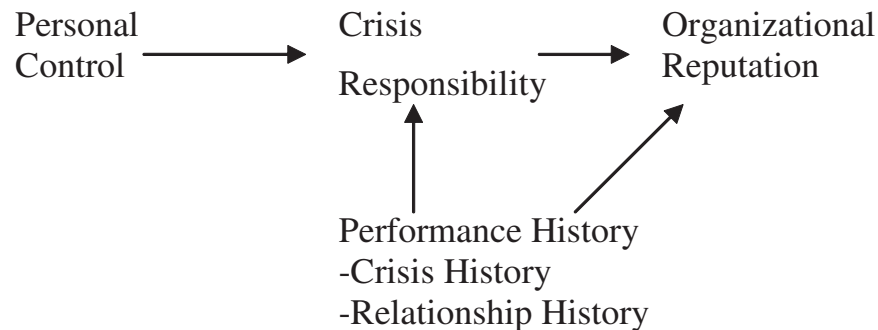 Personal
Control
Crisis
Responsibility
Organizational
Reputation
Performance History
-Crisis History
-Relationship History